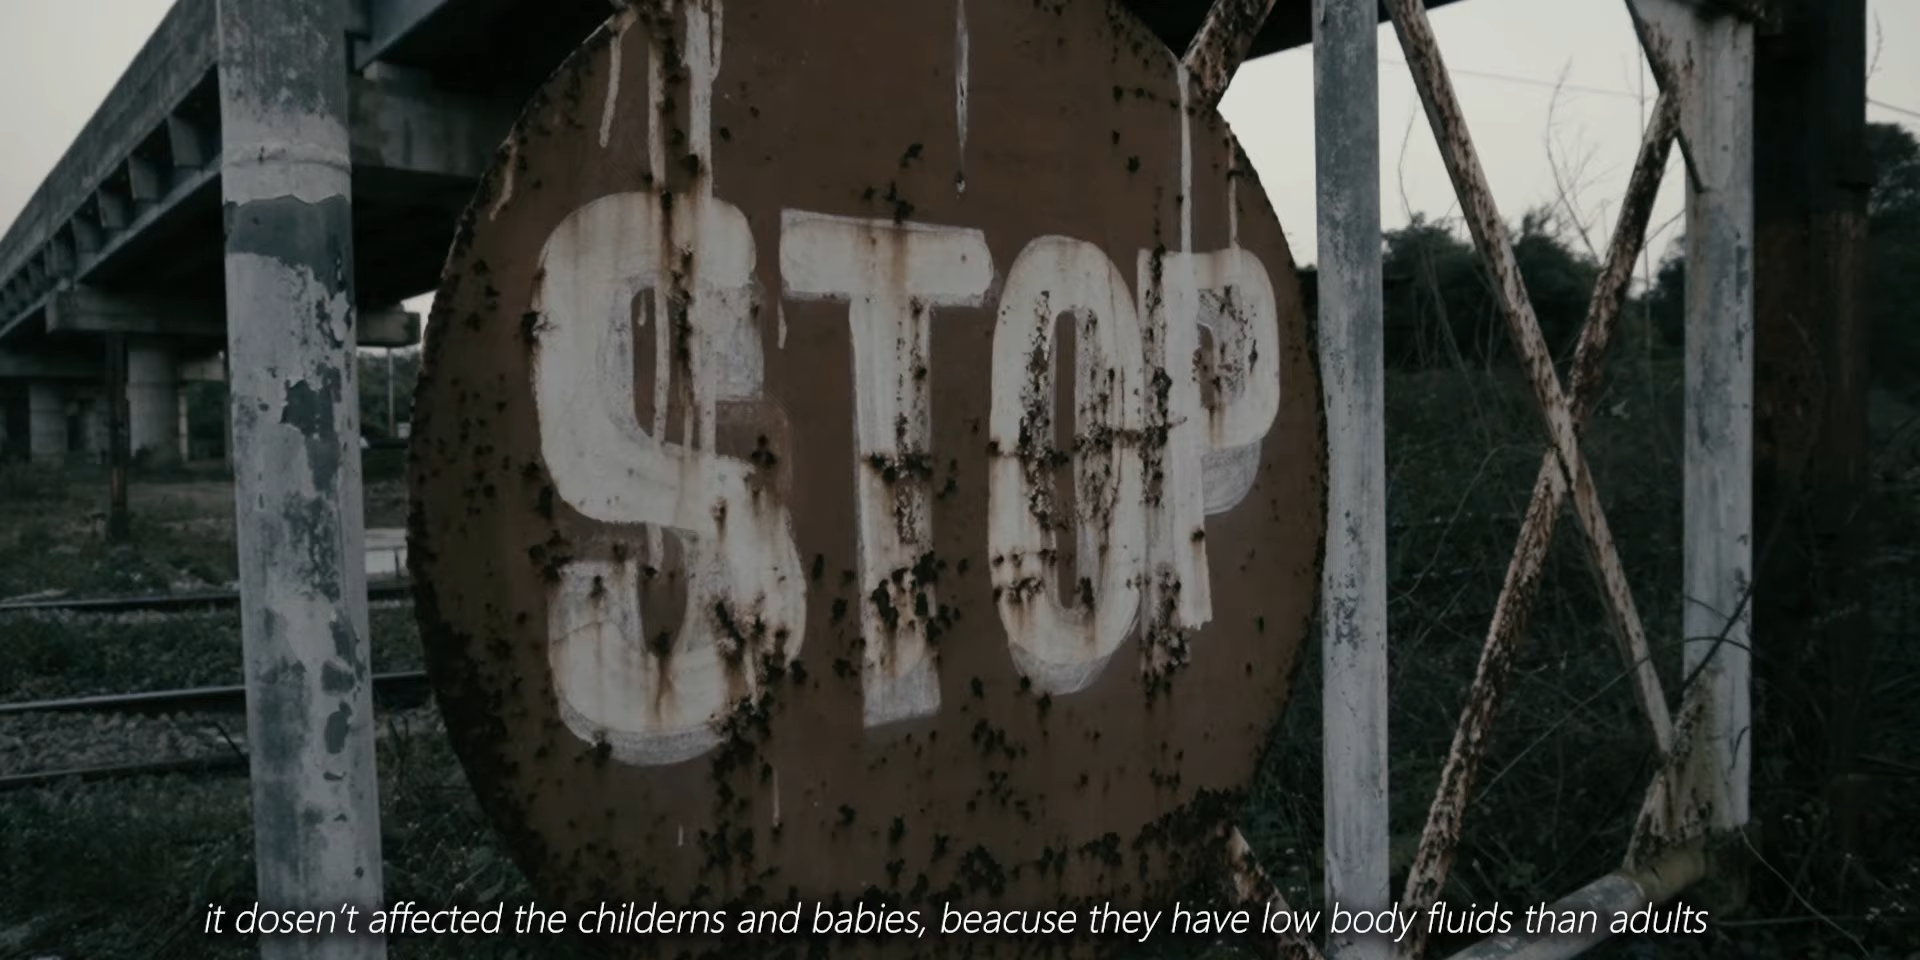 STOP
it dosen't affected the childerns and babies, beacuse they have low body fluids than adults